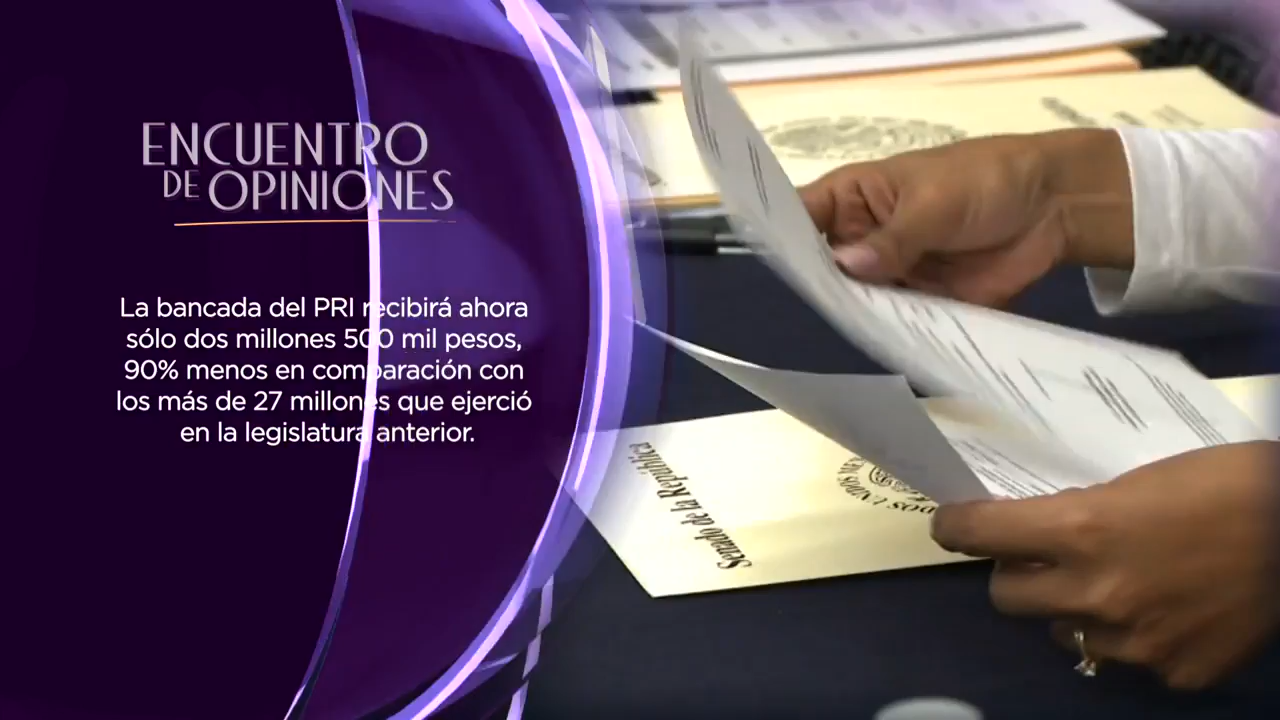 ENCUENTRO
DE OPINIONES
La bancada del PRI recibirá ahora
sólo dos millones 500 mil pesos,
90% menos en comparación con
los más de 27 millones que ejerció
en la legislatura anterior.
Senado de la República